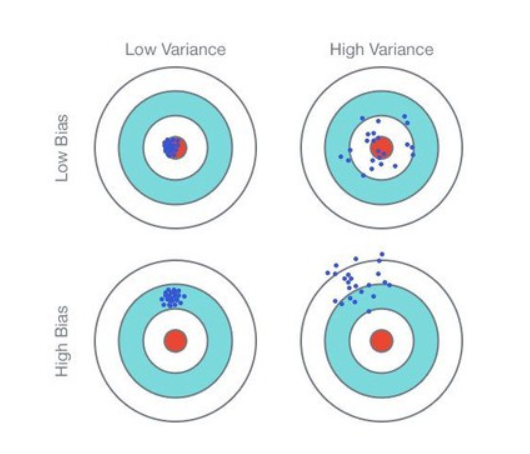 Low Variance
High Variance
Low Bias
High Bias